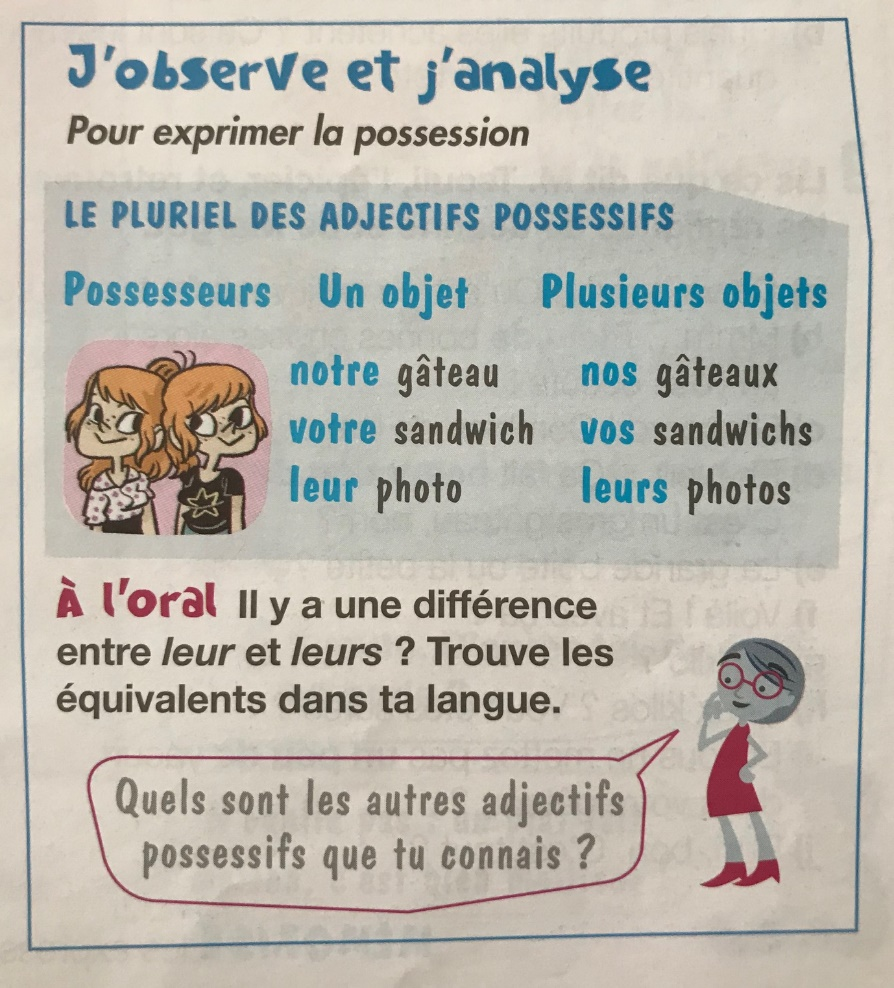 J'observe et j'analyse
Pour exprimer la possession
LE PLURIEL DES ADJECTIFS POSSESSIFS
Possesseurs Un objet Plusieurs objets
notre gâteau nos gâteaux
votre sandwich vos sandwichs
leur photo leurs photos
À l'oral Il y a une différence
entre leur et leurs ? Trouve les
équivalents dans ta langue.
Quels sont les autres adjectifs
possessifs que tu connais ?